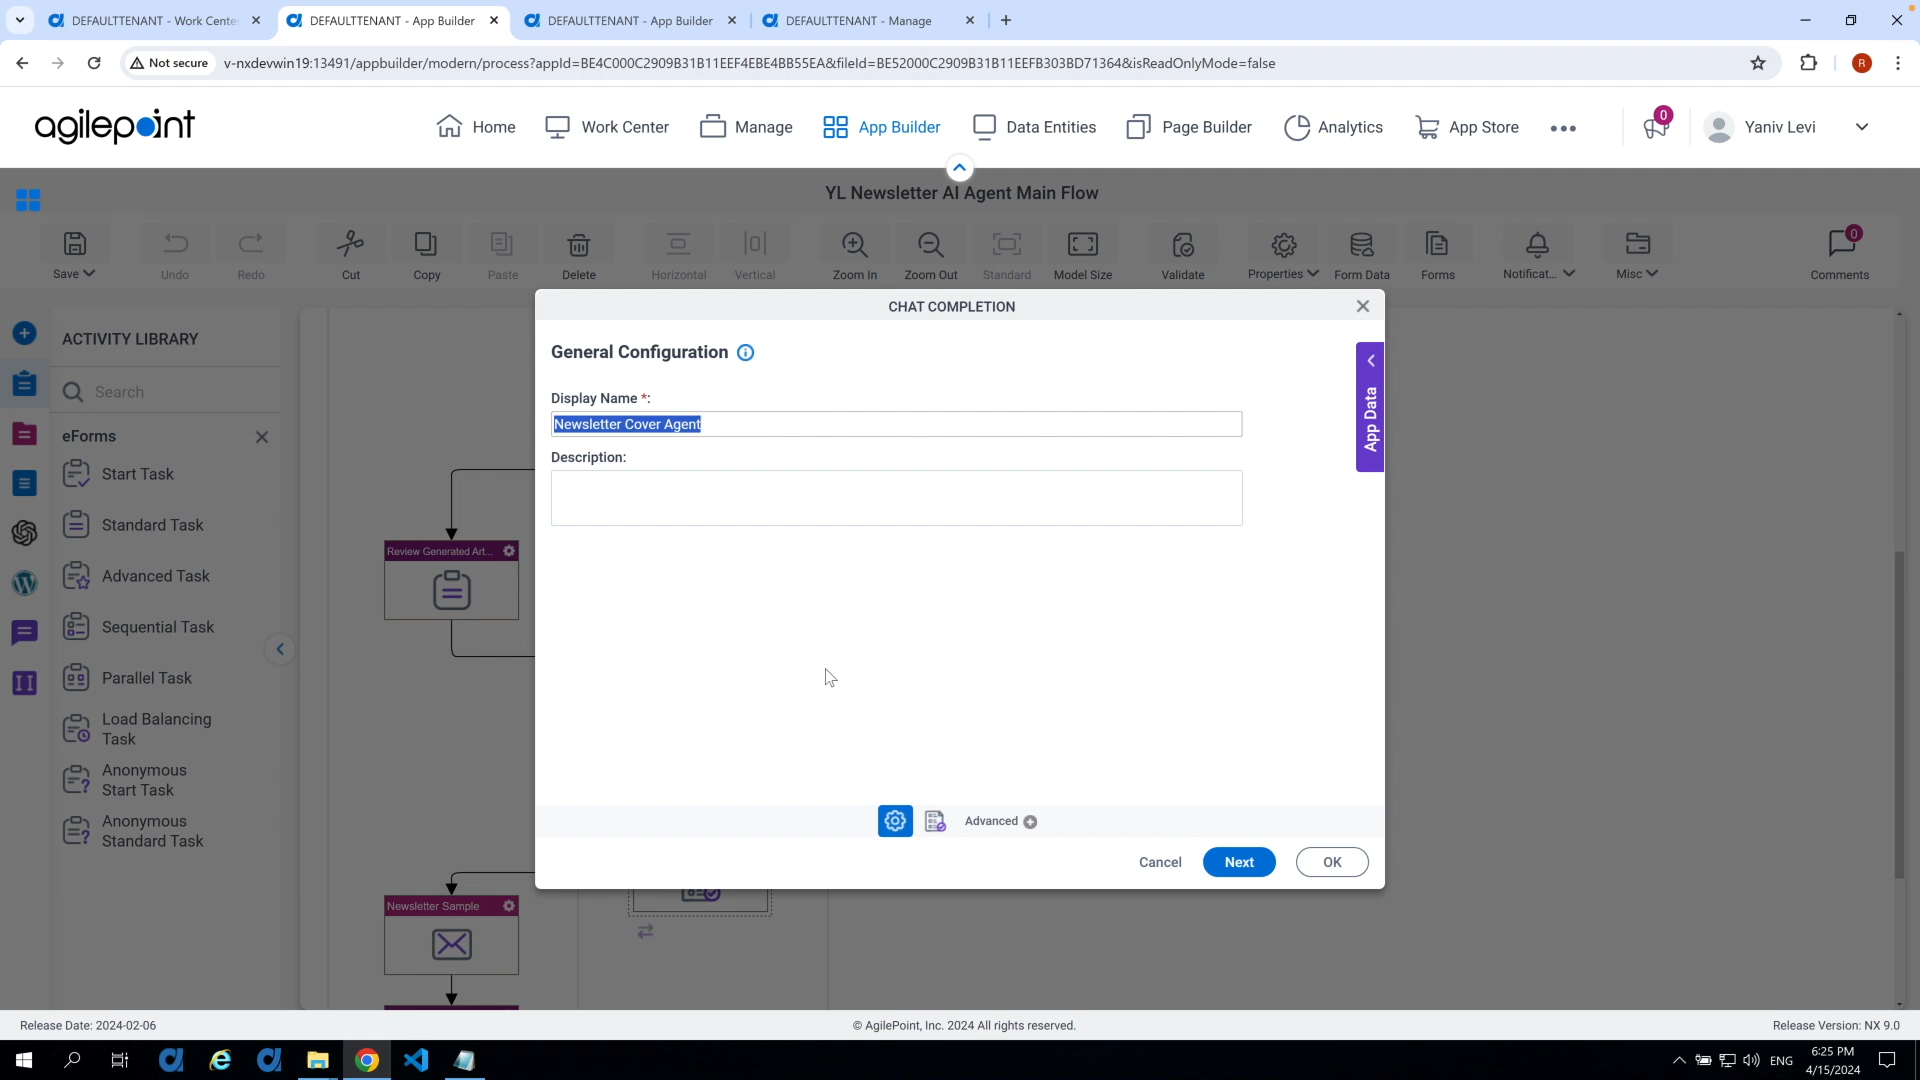 DEFAULTTENANT - Work Cente
DEFAULTTENANT - App Builder
DEFAULTTENANT - App Builder
DEFAULTTENANT - Manage
Not secure
v-nxdevwin19:13491/appbuilder/modern/process?appId=BE4C000C2909B31B11EEF4EBE4BB55EA&fileId=BE52000C2909B31B11EEFB303BD71364&isReadOnlyMode=false
R
agilepoint
Home
Work Center
Manage
App Builder
Data Entities
Page Builder
Analytics
App Store
0
Yaniv Levi
YL Newsletter AI Agent Main Flow
Save
Undo
Redo
Cut
Copy
Paste
Delete
Horizontal
Vertical
Zoom In
Zoom Out
Standard
Model Size
Validate
Properties
Form Data
Forms
Notificat...
Misc
0
Comments
ACTIVITY LIBRARY
Search
eForms
Start Task
Standard Task
Advanced Task
Sequential Task
Parallel Task
Load Balancing
Task
Anonymous
Start Task
Anonymous
Standard Task
Review Generated Art...
Newsletter Sample
CHAT COMPLETION
General Configuration
Display Name *:
Newsletter Cover Agent
Description:
App Data
Advanced
Cancel
Next
OK
Release Date: 2024-02-06
© AgilePoint, Inc. 2024 All rights reserved.
Release Version: NX 9.0
ENG
6:25 PM
4/15/2024